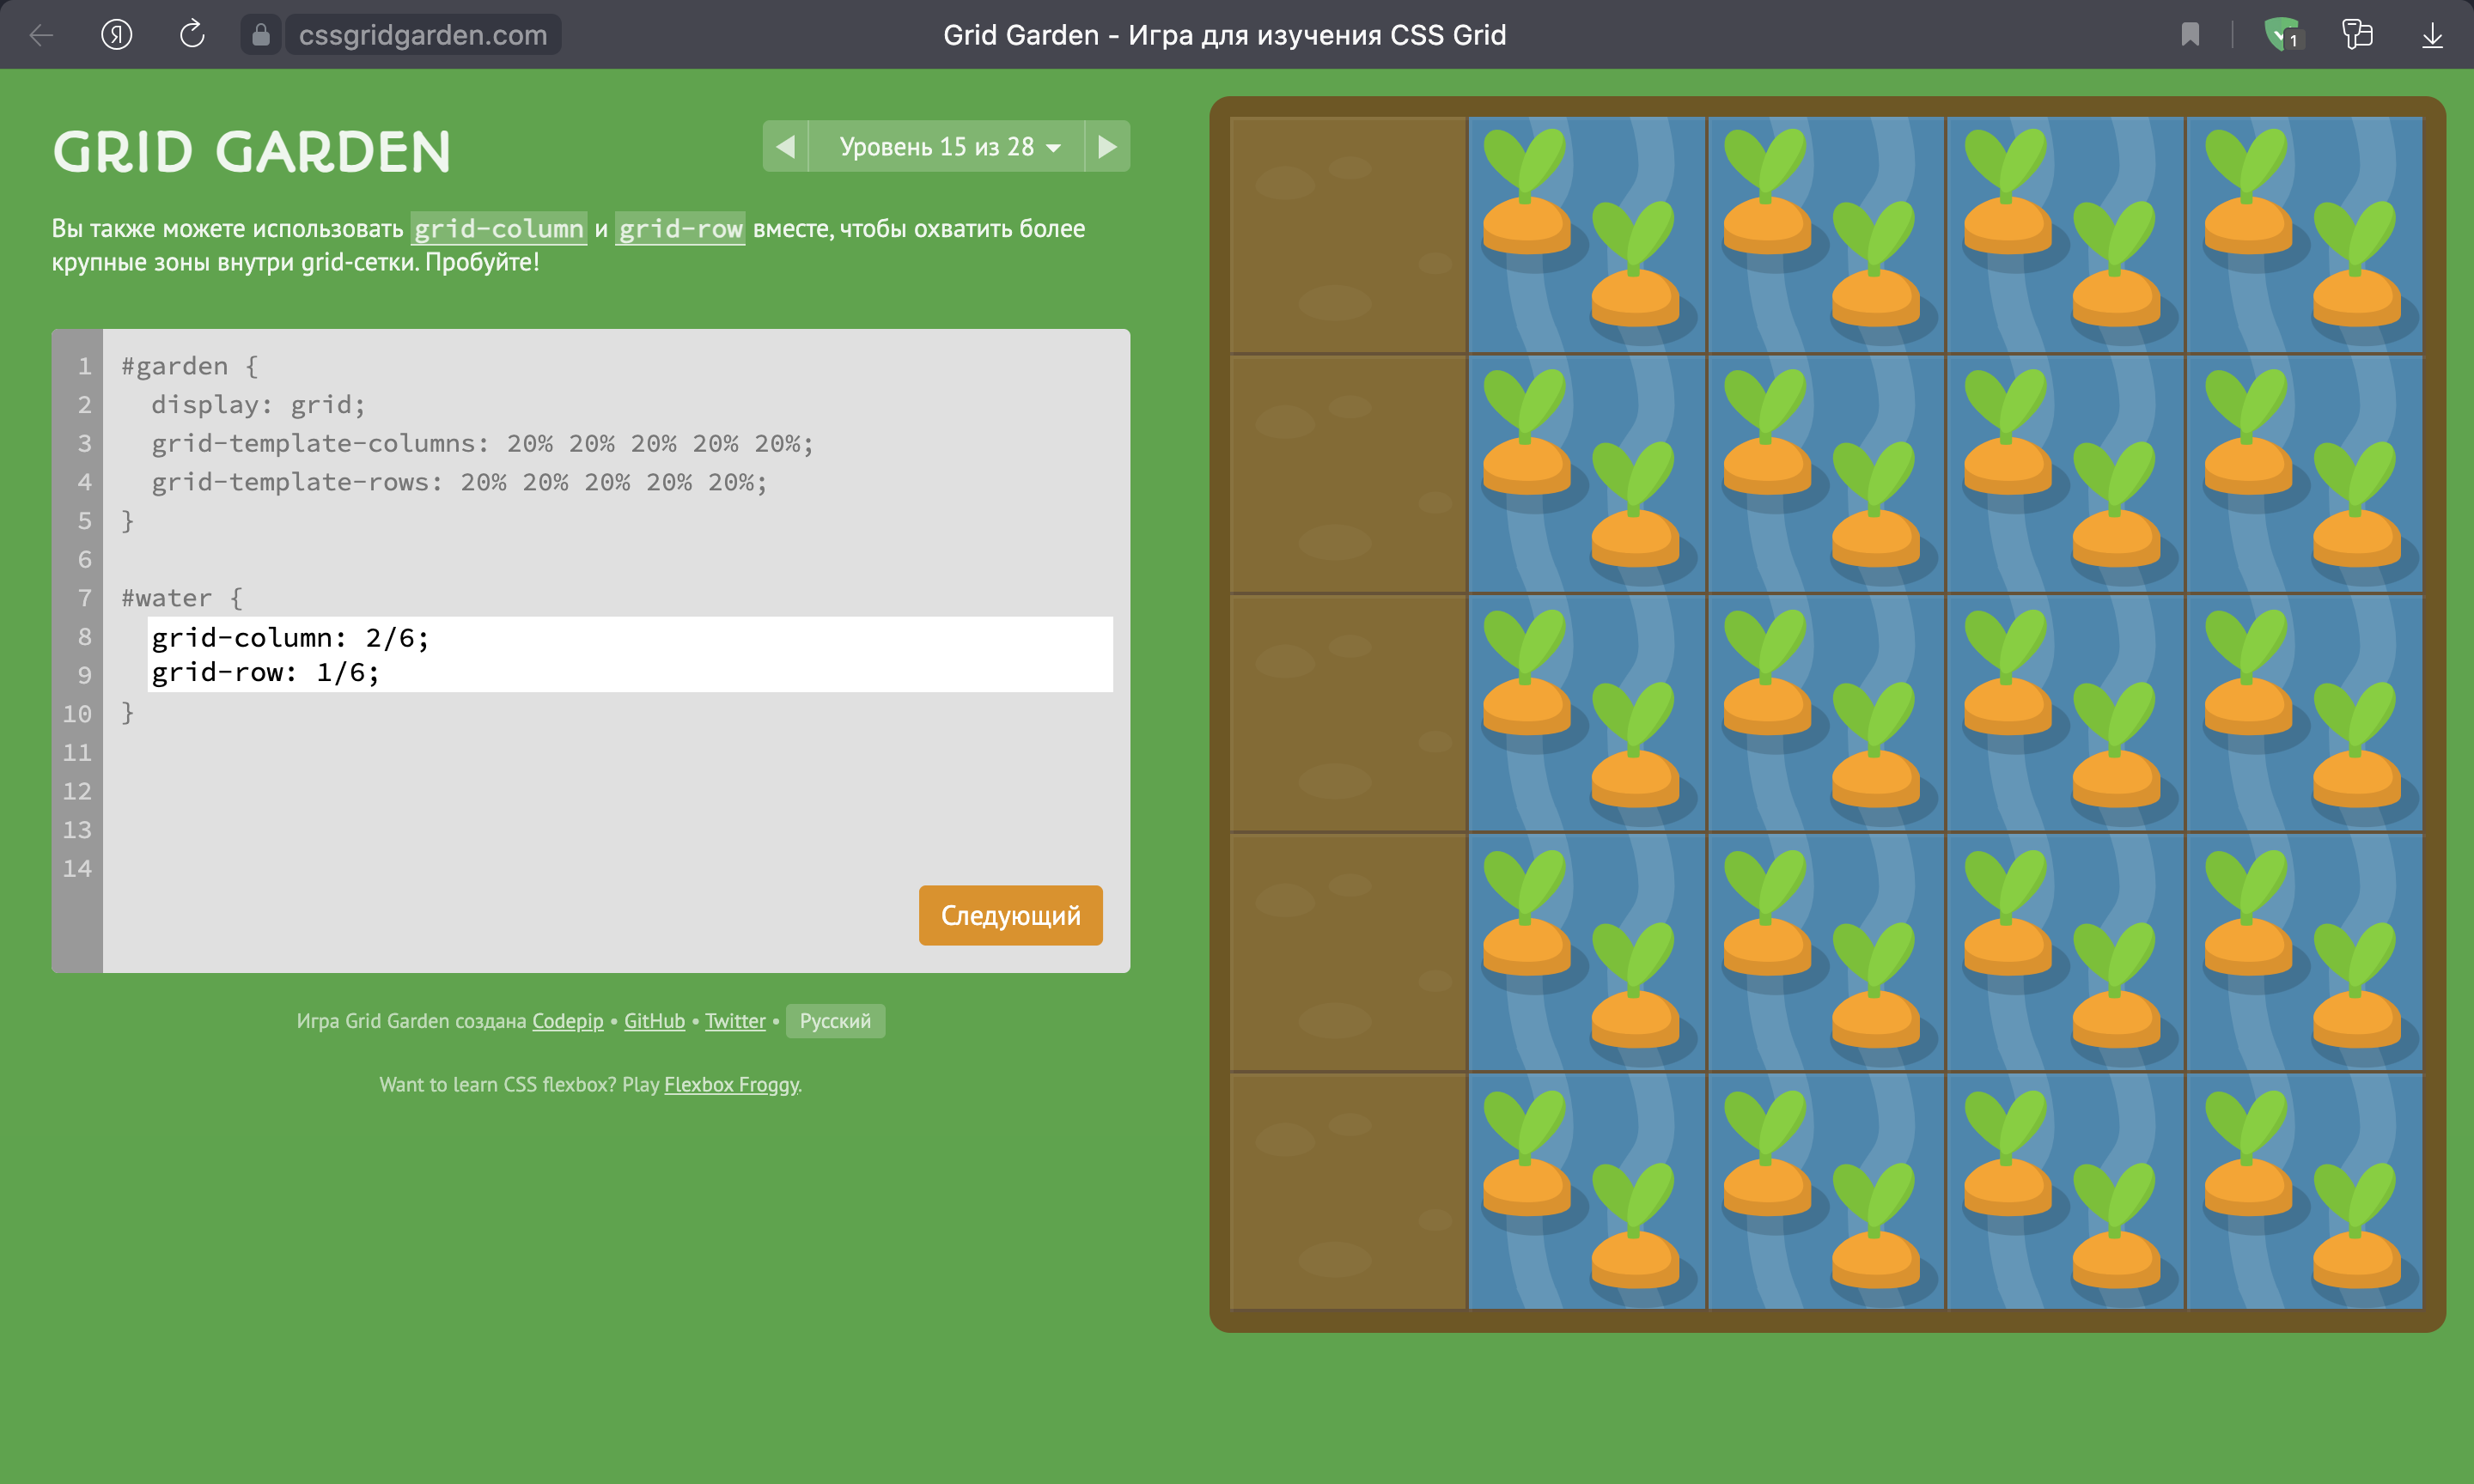 cssgridgarden.com
Grid Garden - Игра для изучения CSS Grid
1
GRID GARDEN
Уровень 15 из 28
Вы также можете использовать grid-column и grid-row вместе, чтобы охватить более
крупные зоны внутри grid-сетки. Пробуйте!
1 #garden {
2 display: grid;
3 grid-template-columns: 20% 20% 20% 20% 20%;
4 grid-template-rows: 20% 20% 20% 20% 20%;
5 }
6
7 #water {
8 grid-column: 2/6;
9 grid-row: 1/6;
10 }
11
12
13
14
Следующий
Игра Grid Garden создана Codepip • GitHub • Twitter • Русский
Want to learn CSS flexbox? Play Flexbox Froggy.